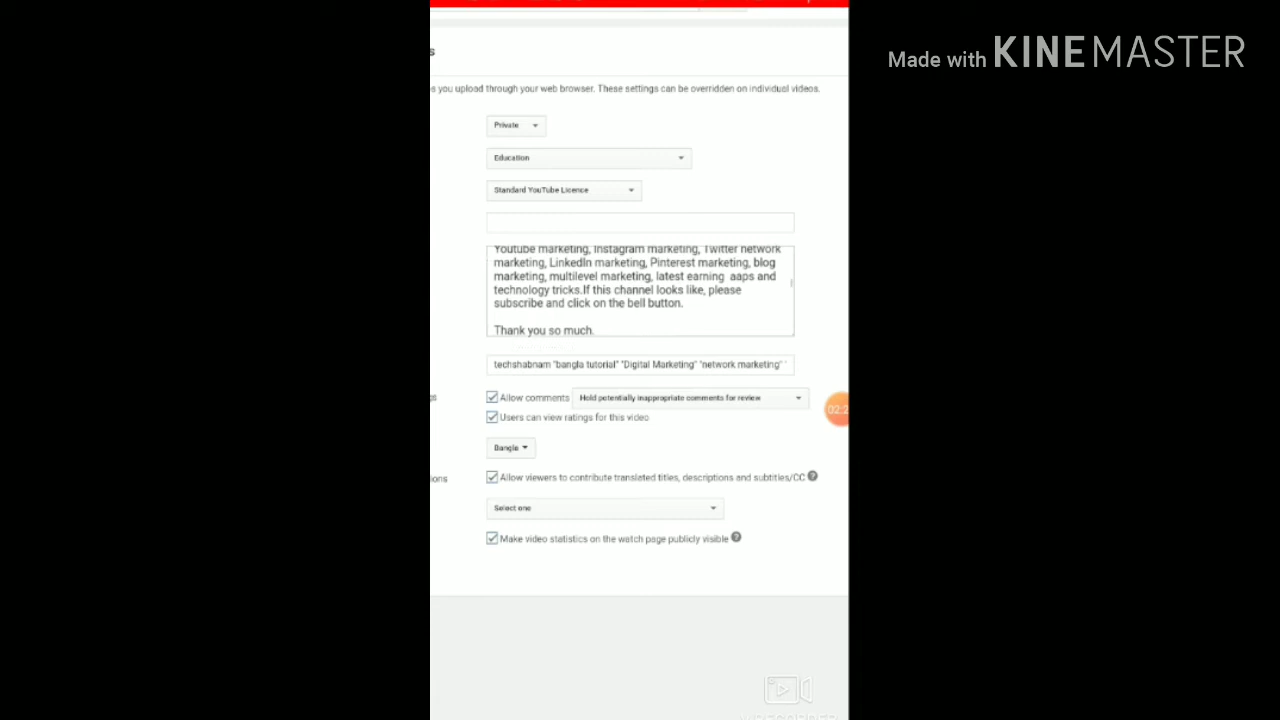 Made with KINEMASTER
s
s you upload through your web browser. These settings can be overridden on individual videos.
Private
Education
Standard YouTube Licence
Youtube marketing, Instagram marketing, Twitter network
marketing, LinkedIn marketing, Pinterest marketing, blog
marketing, multilevel marketing, latest earning aaps and
technology tricks.If this channel looks like, please
subscribe and click on the bell button.
Thank you so much.
techshabnam "bangla tutorial" "Digital Marketing" "network marketing" "
Allow comments Hold potentially inappropriate comments for review
Users can view ratings for this video
Bangla
ions Allow viewers to contribute translated titles, descriptions and subtitles/CC ?
Select one
Make video statistics on the watch page publicly visible ?